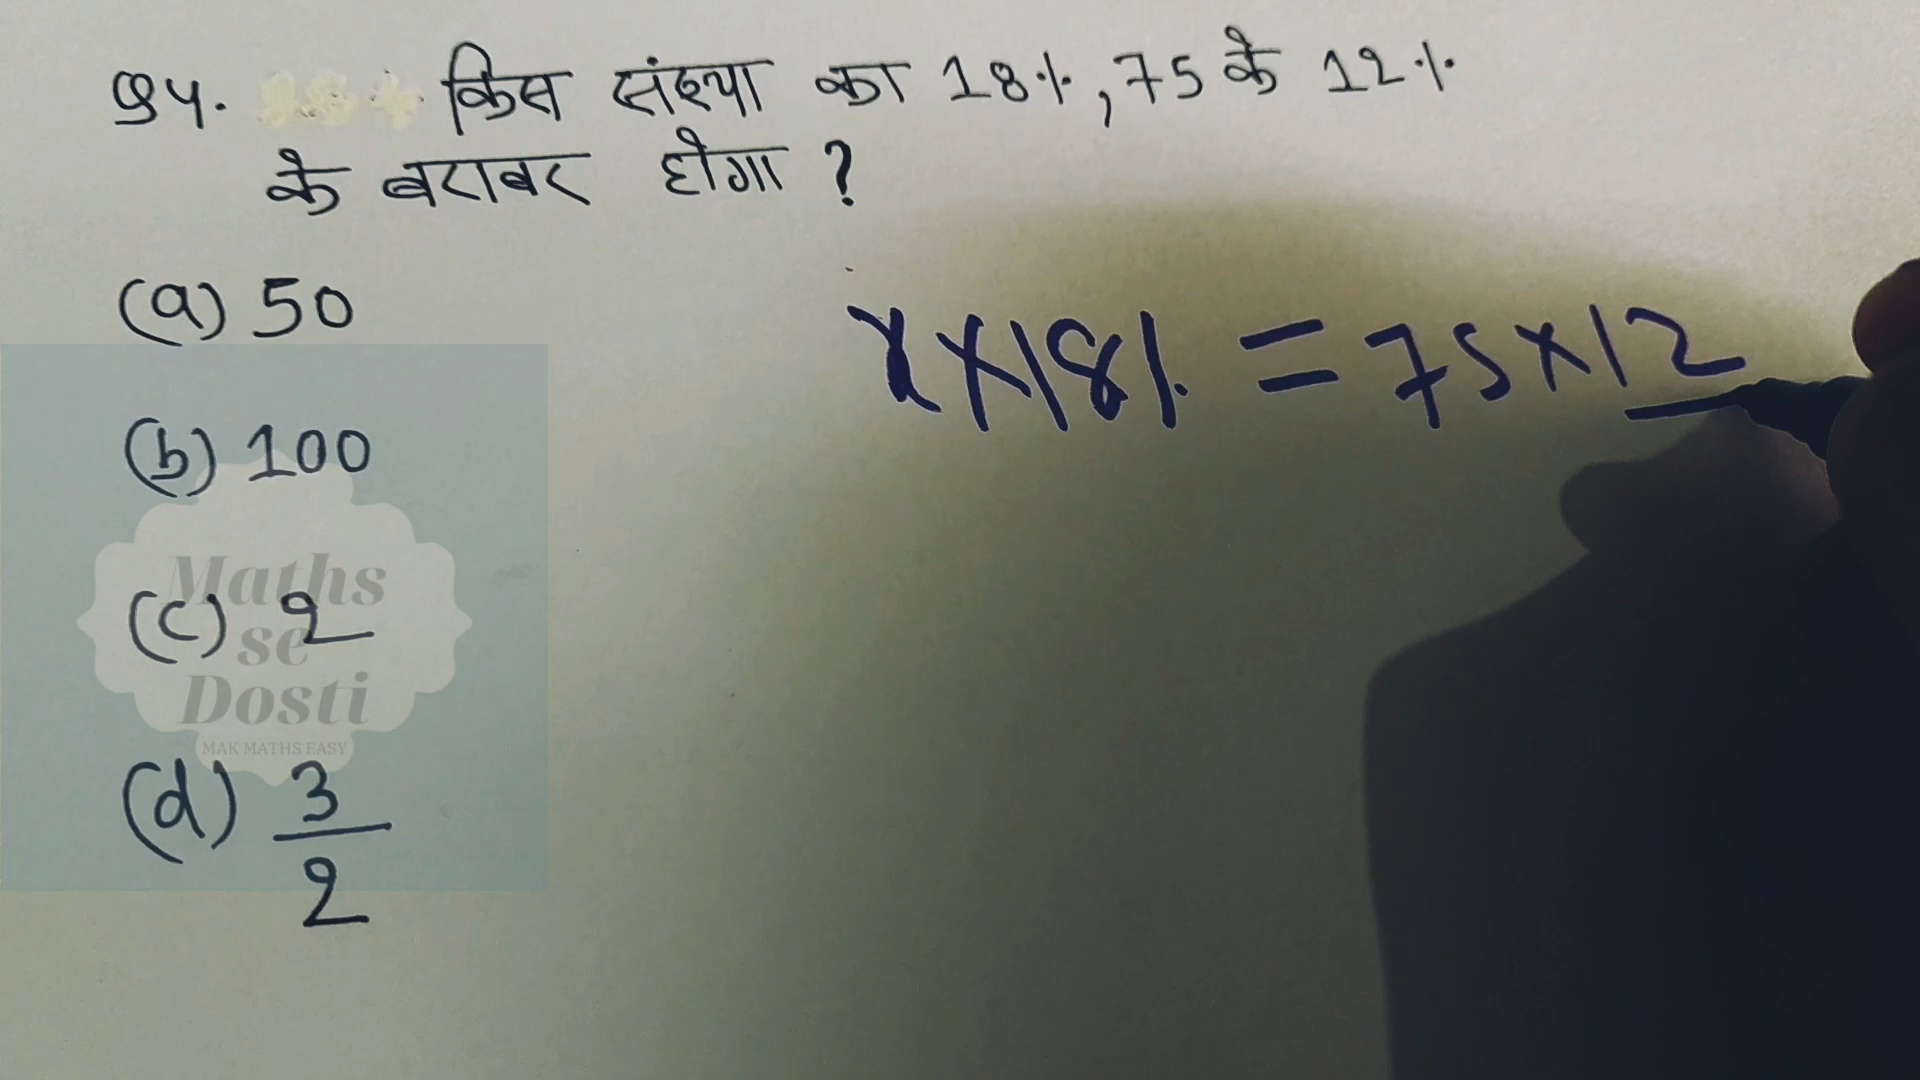 Q4. किस संख्या का 18%, 75 के 12%
के बराबर होगा ?
x×18% = 75×12
(a) 50
(b) 100
(c) 2
(d) 3/2
Maths
se
Dosti
MAK MATHS EASY